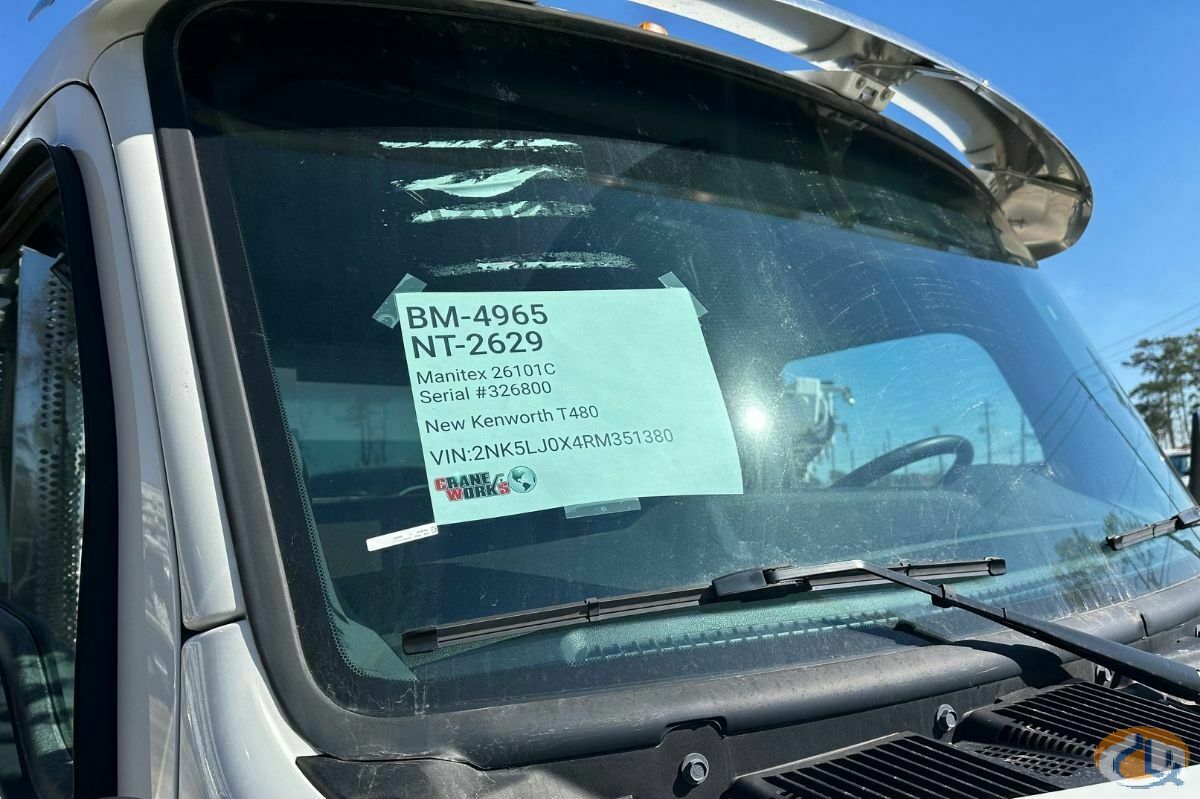 BM-4965
NT-2629
Manitex 26101C
Serial #326800
New Kenworth T480
VIN:2NK5LJ0X4RM351380
CRANE
WORKS